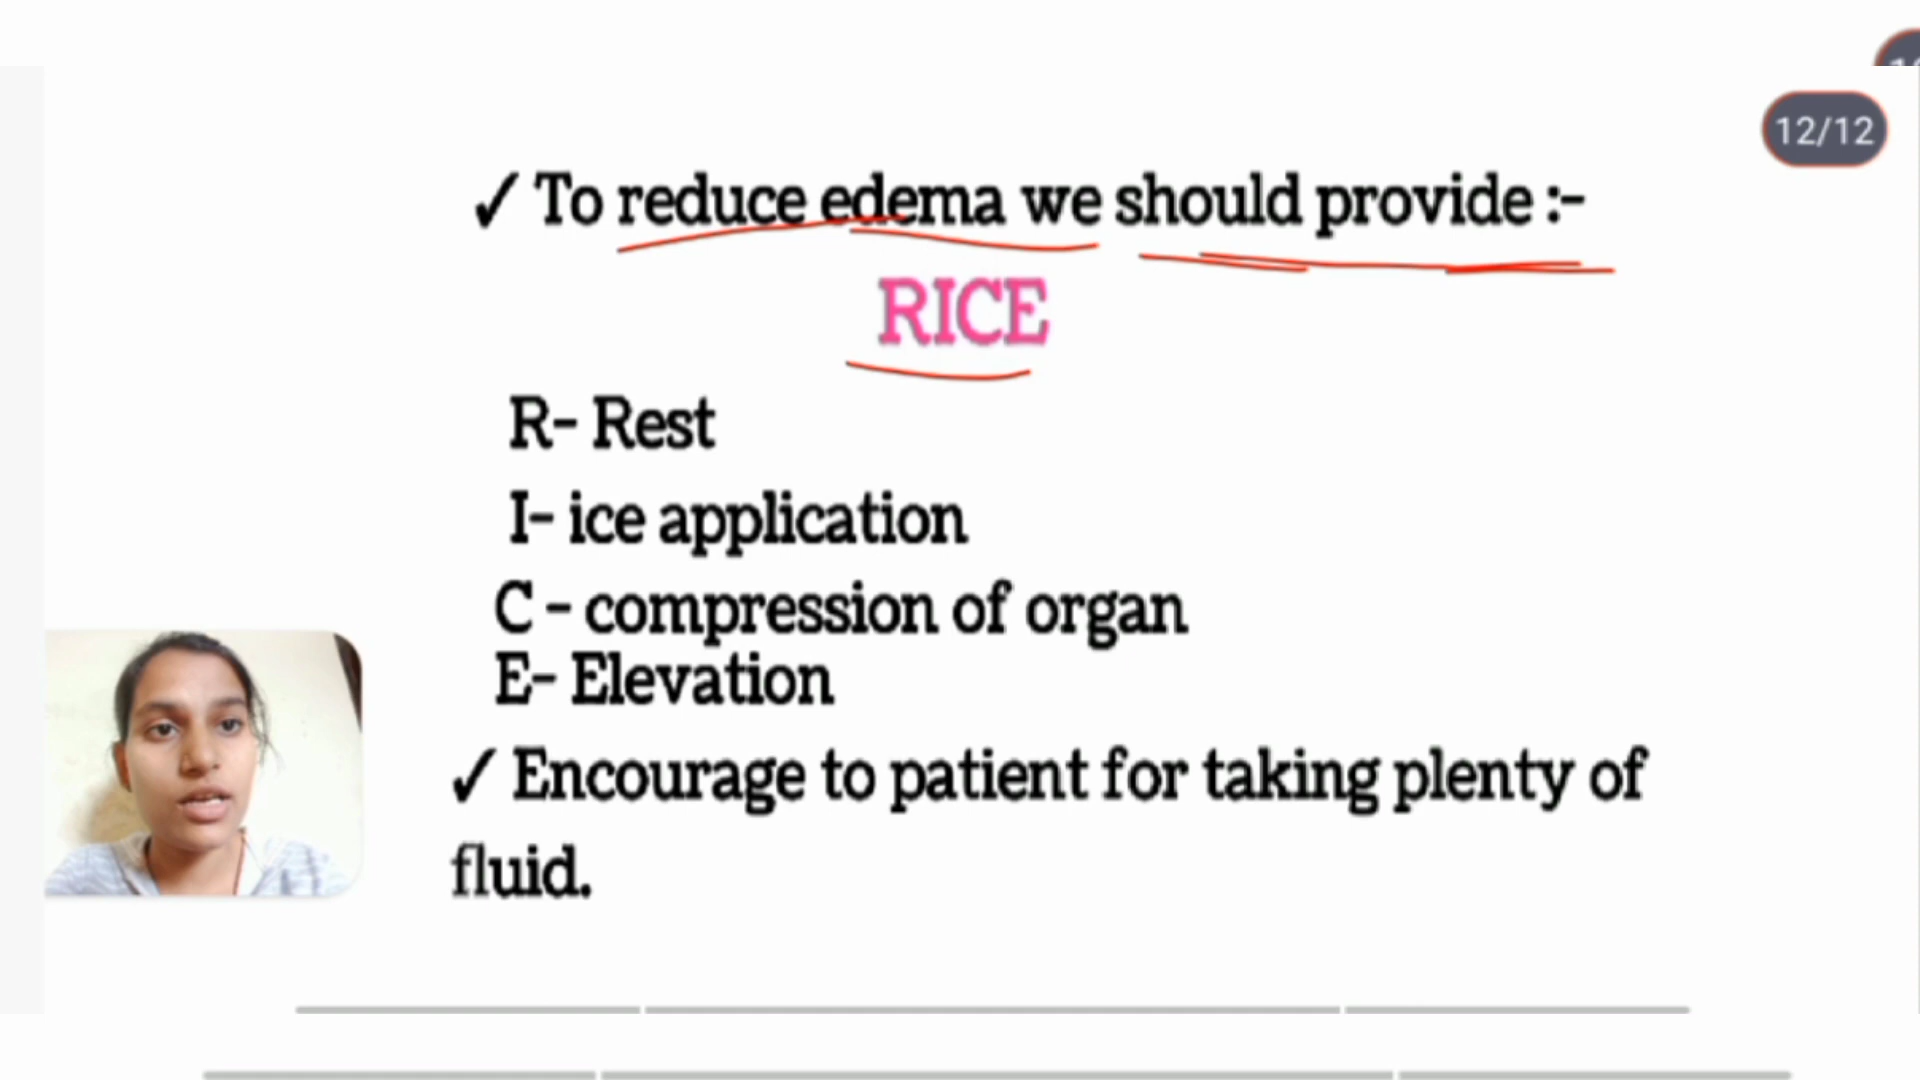 12/12
✓ To reduce edema we should provide :-
RICE
R- Rest
I- ice application
C - compression of organ
E- Elevation
✓ Encourage to patient for taking plenty of
fluid.